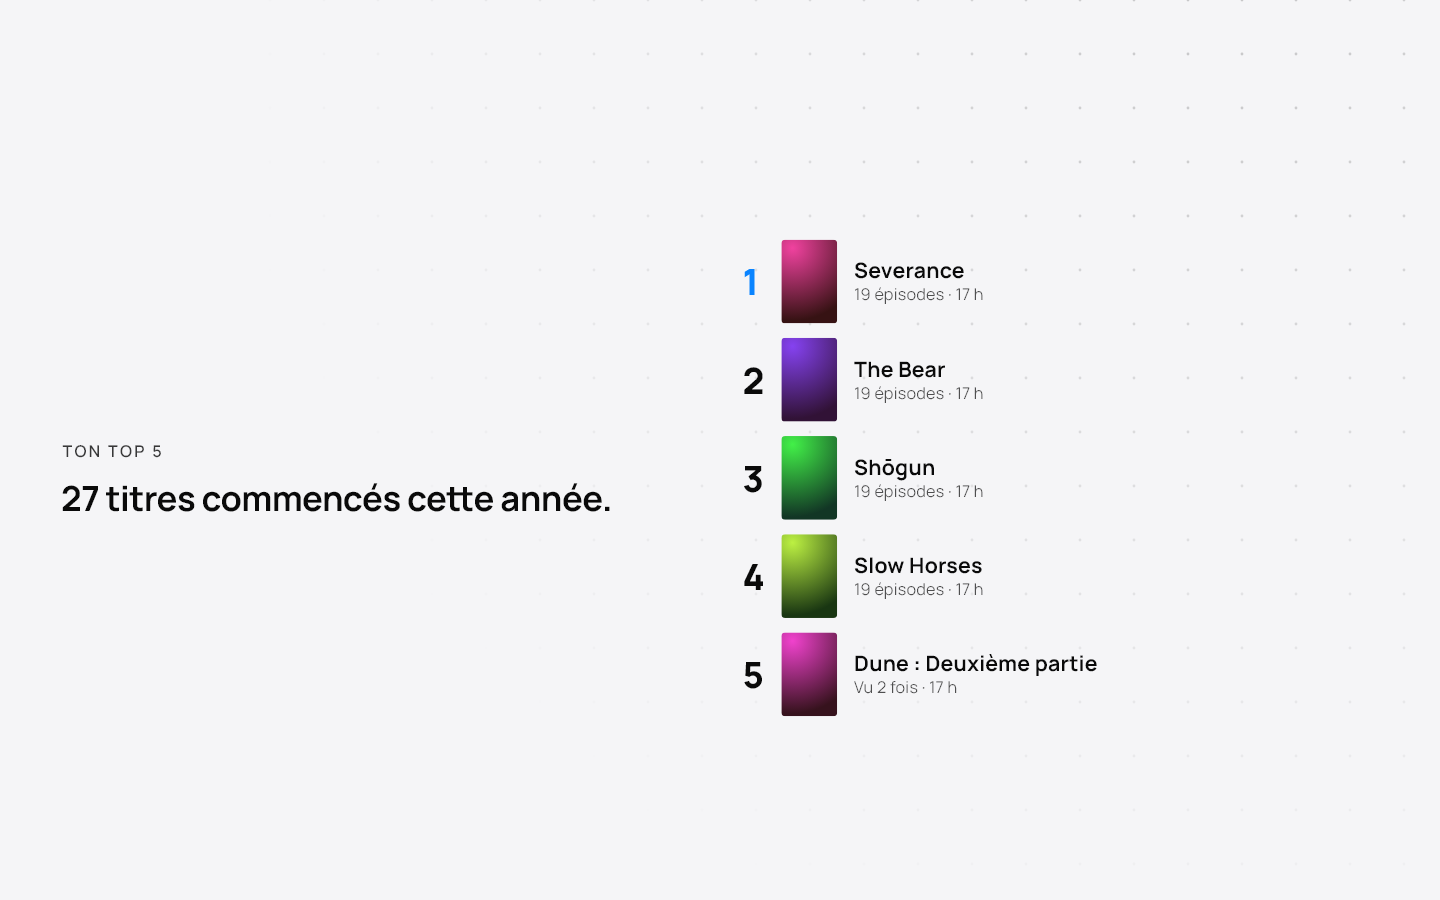 TON TOP 5
27 titres commencés cette année.
1
Severance
19 épisodes · 17 h
2
The Bear
19 épisodes · 17 h
3
Shōgun
19 épisodes · 17 h
4
Slow Horses
19 épisodes · 17 h
5
Dune : Deuxième partie
Vu 2 fois · 17 h